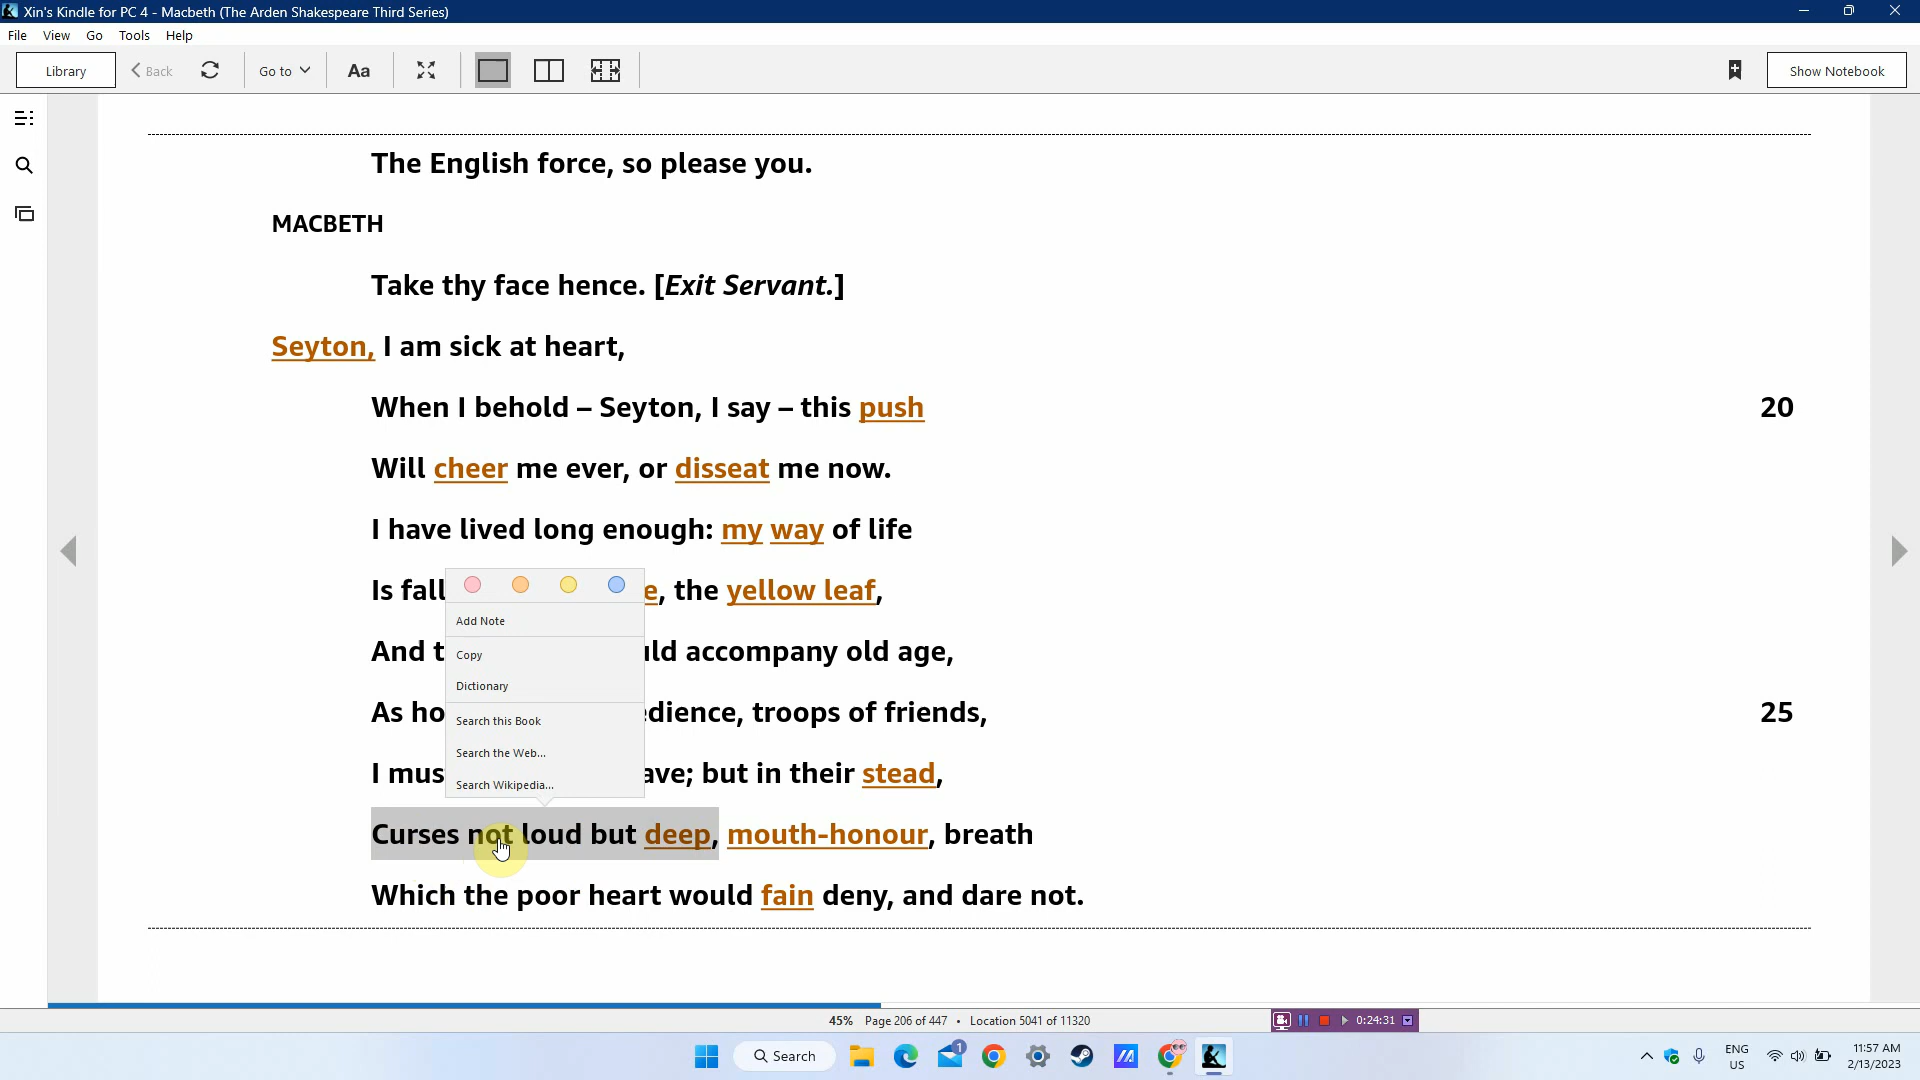 Xin's Kindle for PC 4 - Macbeth (The Arden Shakespeare Third Series)
File View Go Tools Help
Library Back Go to Aa Show Notebook
The English force, so please you.
MACBETH
Take thy face hence. [Exit Servant.]
Seyton, I am sick at heart,
When I behold – Seyton, I say – this push 20
Will cheer me ever, or disseat me now.
I have lived long enough: my way of life
Is fall e, the yellow leaf,
Add Note
And t ld accompany old age,
Copy
Dictionary
As ho dience, troops of friends, 25
Search this Book
Search the Web...
I mus ave; but in their stead,
Search Wikipedia...
Curses not loud but deep, mouth-honour, breath
Which the poor heart would fain deny, and dare not.
45% Page 206 of 447 • Location 5041 of 11320
0:24:31
Search
1
ENG
US
11:57 AM
2/13/2023